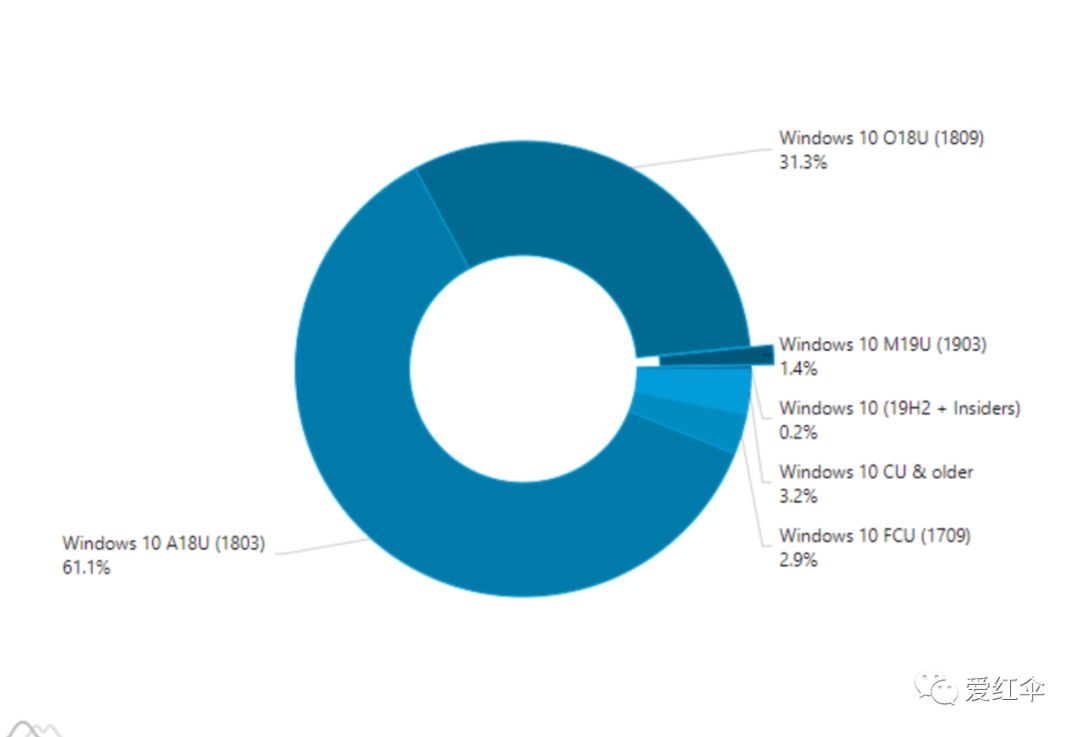 Windows 10 O18U (1809)
31.3%
Windows 10 M19U (1903)
1.4%
Windows 10 (19H2 + Insiders)
0.2%
Windows 10 CU & older
3.2%
Windows 10 FCU (1709)
2.9%
Windows 10 A18U (1803)
61.1%
爱红伞